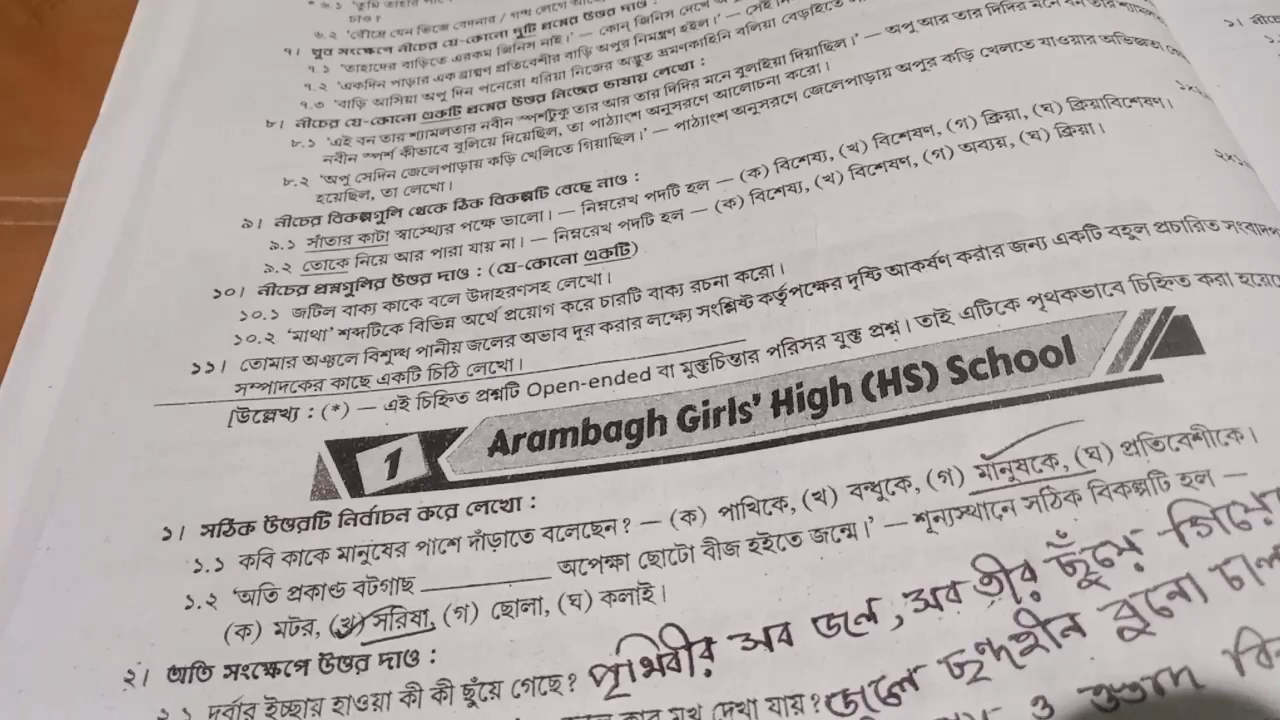 ৬.১ 'তুমি তাহার
৬.২
৭। খুব সংক্ষেপে নীচের যে-কোনো দুটি প্রশ্নের উত্তর দাও :
৭.১ 'তাহাদের বাড়িতে এরকম জিনিস নাই।' — কোন্ জিনিস দেখে
৭.২ 'একদিন পাড়ার এক ব্রাহ্মণ প্রতিবেশীর বাড়ি অপুর নিমন্ত্রণ হইল।' — সেই
৭.৩ 'বাড়ি আসিয়া অপু দিন পনেরো ধরিয়া নিজের অদ্ভুত ভ্রমণকাহিনি বলিয়া বেড়াইতে
৮। নীচের যে-কোনো একটি প্রশ্নের উত্তর নিজের ভাষায় লেখো :
৮.১ 'এই বন তার শ্যামলতার নবীন স্পর্শটুকু তার আর তার দিদির মনে বুলাইয়া দিয়াছিল।' — অপু আর তার দিদির মনে বন তার শ্যামল
নবীন স্পর্শ কীভাবে বুলিয়ে দিয়েছিল, তা পাঠ্যাংশ অনুসরণে আলোচনা করো।
৮.২ 'অপু সেদিন জেলেপাড়ায় কড়ি খেলিতে গিয়াছিল।' — পাঠ্যাংশ অনুসরণে জেলেপাড়ায় অপুর কড়ি খেলতে যাওয়ার অভিজ্ঞতা
হয়েছিল, তা লেখো।
৯। নীচের বিকল্পগুলি থেকে ঠিক বিকল্পটি বেছে নাও :
৯.১ সাঁতার কাটা স্বাস্থ্যের পক্ষে ভালো। — নিম্নরেখ পদটি হল — (ক) বিশেষ্য, (খ) বিশেষণ, (গ) ক্রিয়া, (ঘ) ক্রিয়াবিশেষণ।
৯.২ তোকে নিয়ে আর পারা যায় না। — নিম্নরেখ পদটি হল — (ক) বিশেষ্য, (খ) বিশেষণ, (গ) অব্যয়, (ঘ) ক্রিয়া।
১০। নীচের প্রশ্নগুলির উত্তর দাও : (যে-কোনো একটি)
১০.১ জটিল বাক্য কাকে বলে উদাহরণসহ লেখো।
১০.২ 'মাথা' শব্দটিকে বিভিন্ন অর্থে প্রয়োগ করে চারটি বাক্য রচনা করো।
১১। তোমার অঞ্চলে বিশুদ্ধ পানীয় জলের অভাব দূর করার লক্ষ্যে সংশ্লিষ্ট কর্তৃপক্ষের দৃষ্টি আকর্ষণ করার জন্য একটি বহুল প্রচারিত সংবাদপ
সম্পাদকের কাছে একটি চিঠি লেখো।
[উল্লেখ্য : (*) — এই চিহ্নিত প্রশ্নটি Open-ended বা মুক্তচিন্তার পরিসর যুক্ত প্রশ্ন। তাই এটিকে পৃথকভাবে চিহ্নিত করা হয়েছে
1 Arambagh Girls' High (HS) School
১। সঠিক উত্তরটি নির্বাচন করে লেখো :
১.১ কবি কাকে মানুষের পাশে দাঁড়াতে বলেছেন? — (ক) পাখিকে, (খ) বন্ধুকে, (গ) মানুষকে, (ঘ) প্রতিবেশীকে।
১.২ 'অতি প্রকাণ্ড বটগাছ ________ অপেক্ষা ছোটো বীজ হইতে জন্মে।' — শূন্যস্থানে সঠিক বিকল্পটি হল —
(ক) মটর, (খ) সরিষা, (গ) ছোলা, (ঘ) কলাই।
২। অতি সংক্ষেপে উত্তর দাও :
২.১ দুর্বার ইচ্ছায় হাওয়া কী কী ছুঁয়ে গেছে? পৃথিবীর সব জল, সব তীর ছুঁয়ে গিয়ে
মুখ দেখা যায়? জেলে ছন্দহীন বুনো চাল
ও